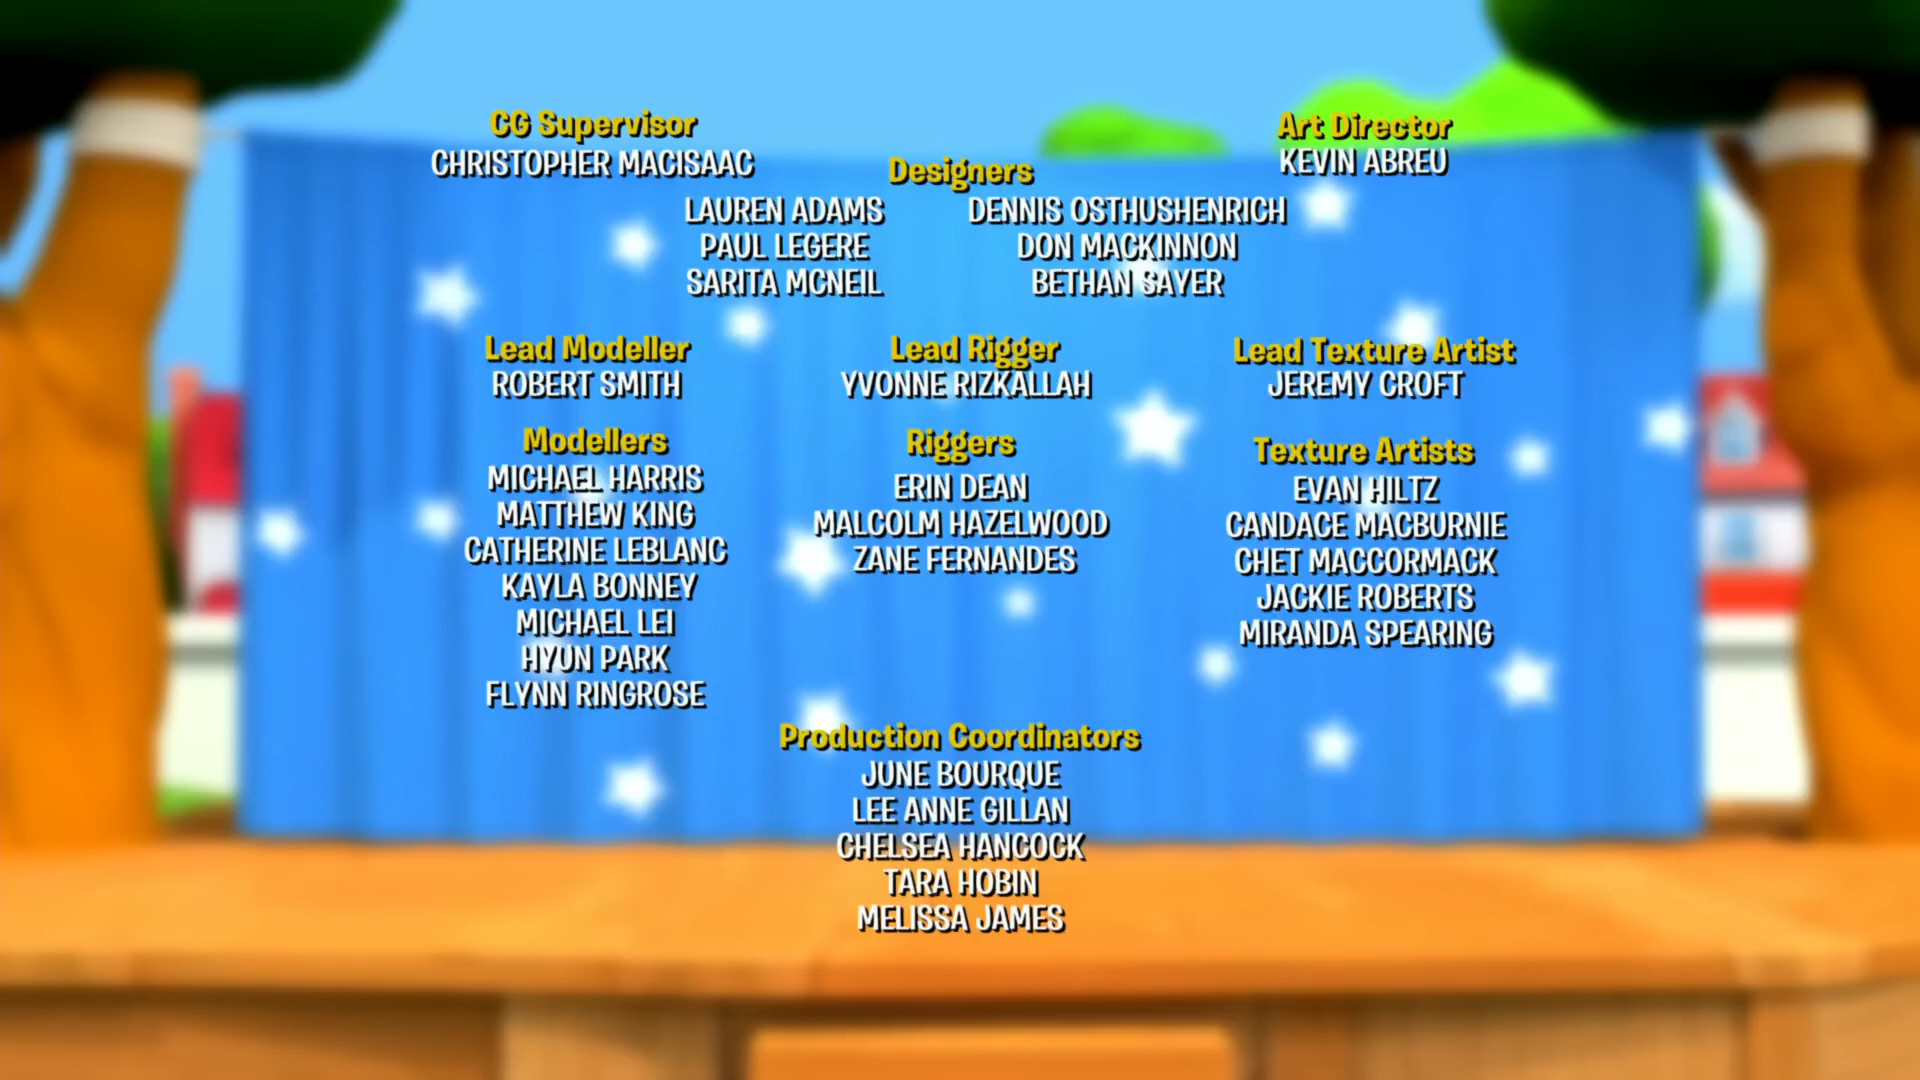 CG Supervisor
CHRISTOPHER MACISAAC
Art Director
KEVIN ABREU
Designers
LAUREN ADAMS DENNIS OSTHUSHENRICH
PAUL LEGERE DON MACKINNON
SARITA MCNEIL BETHAN SAYER
Lead Modeller
ROBERT SMITH
Lead Rigger
YVONNE RIZKALLAH
Lead Texture Artist
JEREMY CROFT
Modellers
MICHAEL HARRIS
MATTHEW KING
CATHERINE LEBLANC
KAYLA BONNEY
MICHAEL LEI
HYUN PARK
FLYNN RINGROSE
Riggers
ERIN DEAN
MALCOLM HAZELWOOD
ZANE FERNANDES
Texture Artists
EVAN HILTZ
CANDACE MACBURNIE
CHET MACCORMACK
JACKIE ROBERTS
MIRANDA SPEARING
Production Coordinators
JUNE BOURQUE
LEE ANNE GILLAN
CHELSEA HANCOCK
TARA HOBIN
MELISSA JAMES